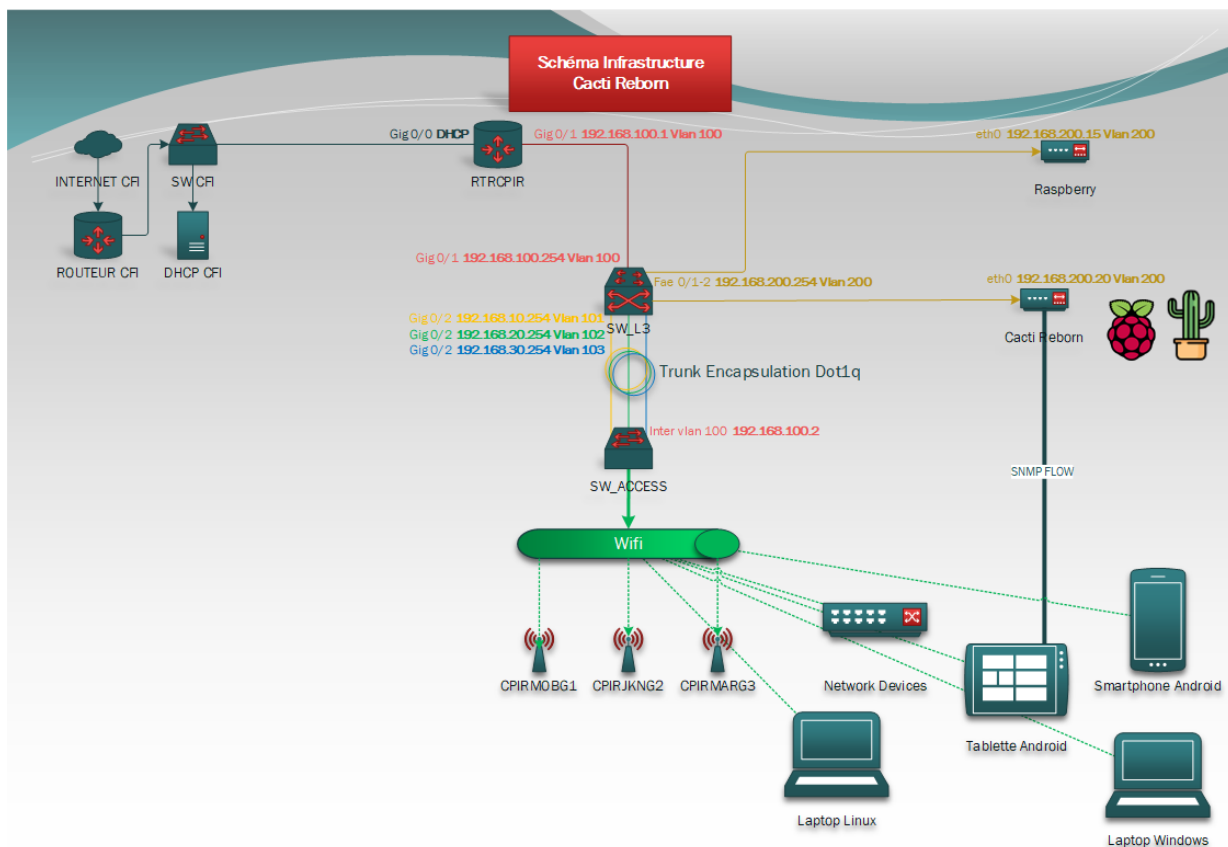 Schéma Infrastructure
Cacti Reborn
Gig 0/0 DHCP
Gig 0/1 192.168.100.1 Vlan 100
eth0 192.168.200.15 Vlan 200
INTERNET CFI
SW CFI
RTRCPIR
Raspberry
ROUTEUR CFI
DHCP CFI
Gig 0/1 192.168.100.254 Vlan 100
Fae 0/1-2 192.168.200.254 Vlan 200
eth0 192.168.200.20 Vlan 200
Gig 0/2 192.168.10.254 Vlan 101
SW_L3
Gig 0/2 192.168.20.254 Vlan 102
Gig 0/2 192.168.30.254 Vlan 103
Cacti Reborn
Trunk Encapsulation Dot1q
Inter vlan 100 192.168.100.2
SW_ACCESS
SNMP FLOW
Wifi
CPIRMOBG1
CPIRJKNG2
CPIRMARG3
Network Devices
Smartphone Android
Tablette Android
Laptop Linux
Laptop Windows